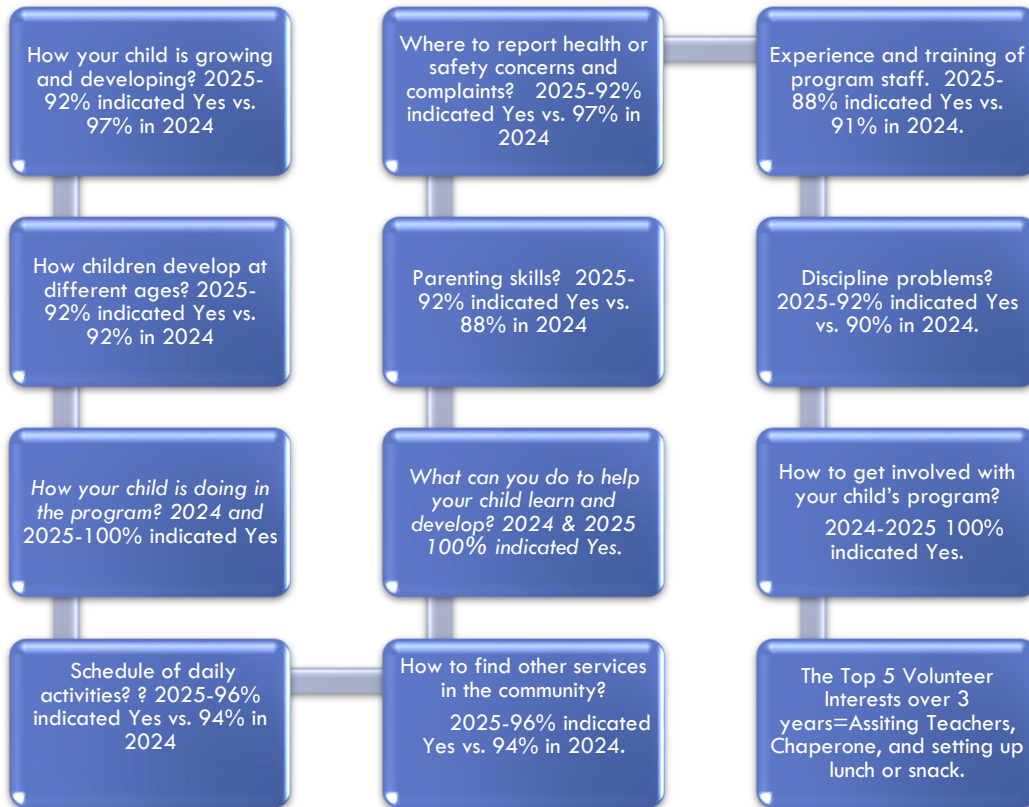 How your child is growing
and developing? 2025-
92% indicated Yes vs.
97% in 2024
How children develop at
different ages? 2025-
92% indicated Yes vs.
92% in 2024
How your child is doing in
the program? 2024 and
2025-100% indicated Yes
Schedule of daily
activities? ? 2025-96%
indicated Yes vs. 94% in
2024
How to find other services
in the community?
2025-96% indicated
Yes vs. 94% in 2024.
What can you do to help
your child learn and
develop? 2024 & 2025
100% indicated Yes.
Parenting skills? 2025-
92% indicated Yes vs.
88% in 2024
Where to report health or
safety concerns and
complaints? 2025-92%
indicated Yes vs. 97% in
2024
Experience and training of
program staff. 2025-
88% indicated Yes vs.
91% in 2024.
Discipline problems?
2025-92% indicated Yes
vs. 90% in 2024.
How to get involved with
your child's program?
2024-2025 100%
indicated Yes.
The Top 5 Volunteer
Interests over 3
years=Assiting Teachers,
Chaperone, and setting up
lunch or snack.